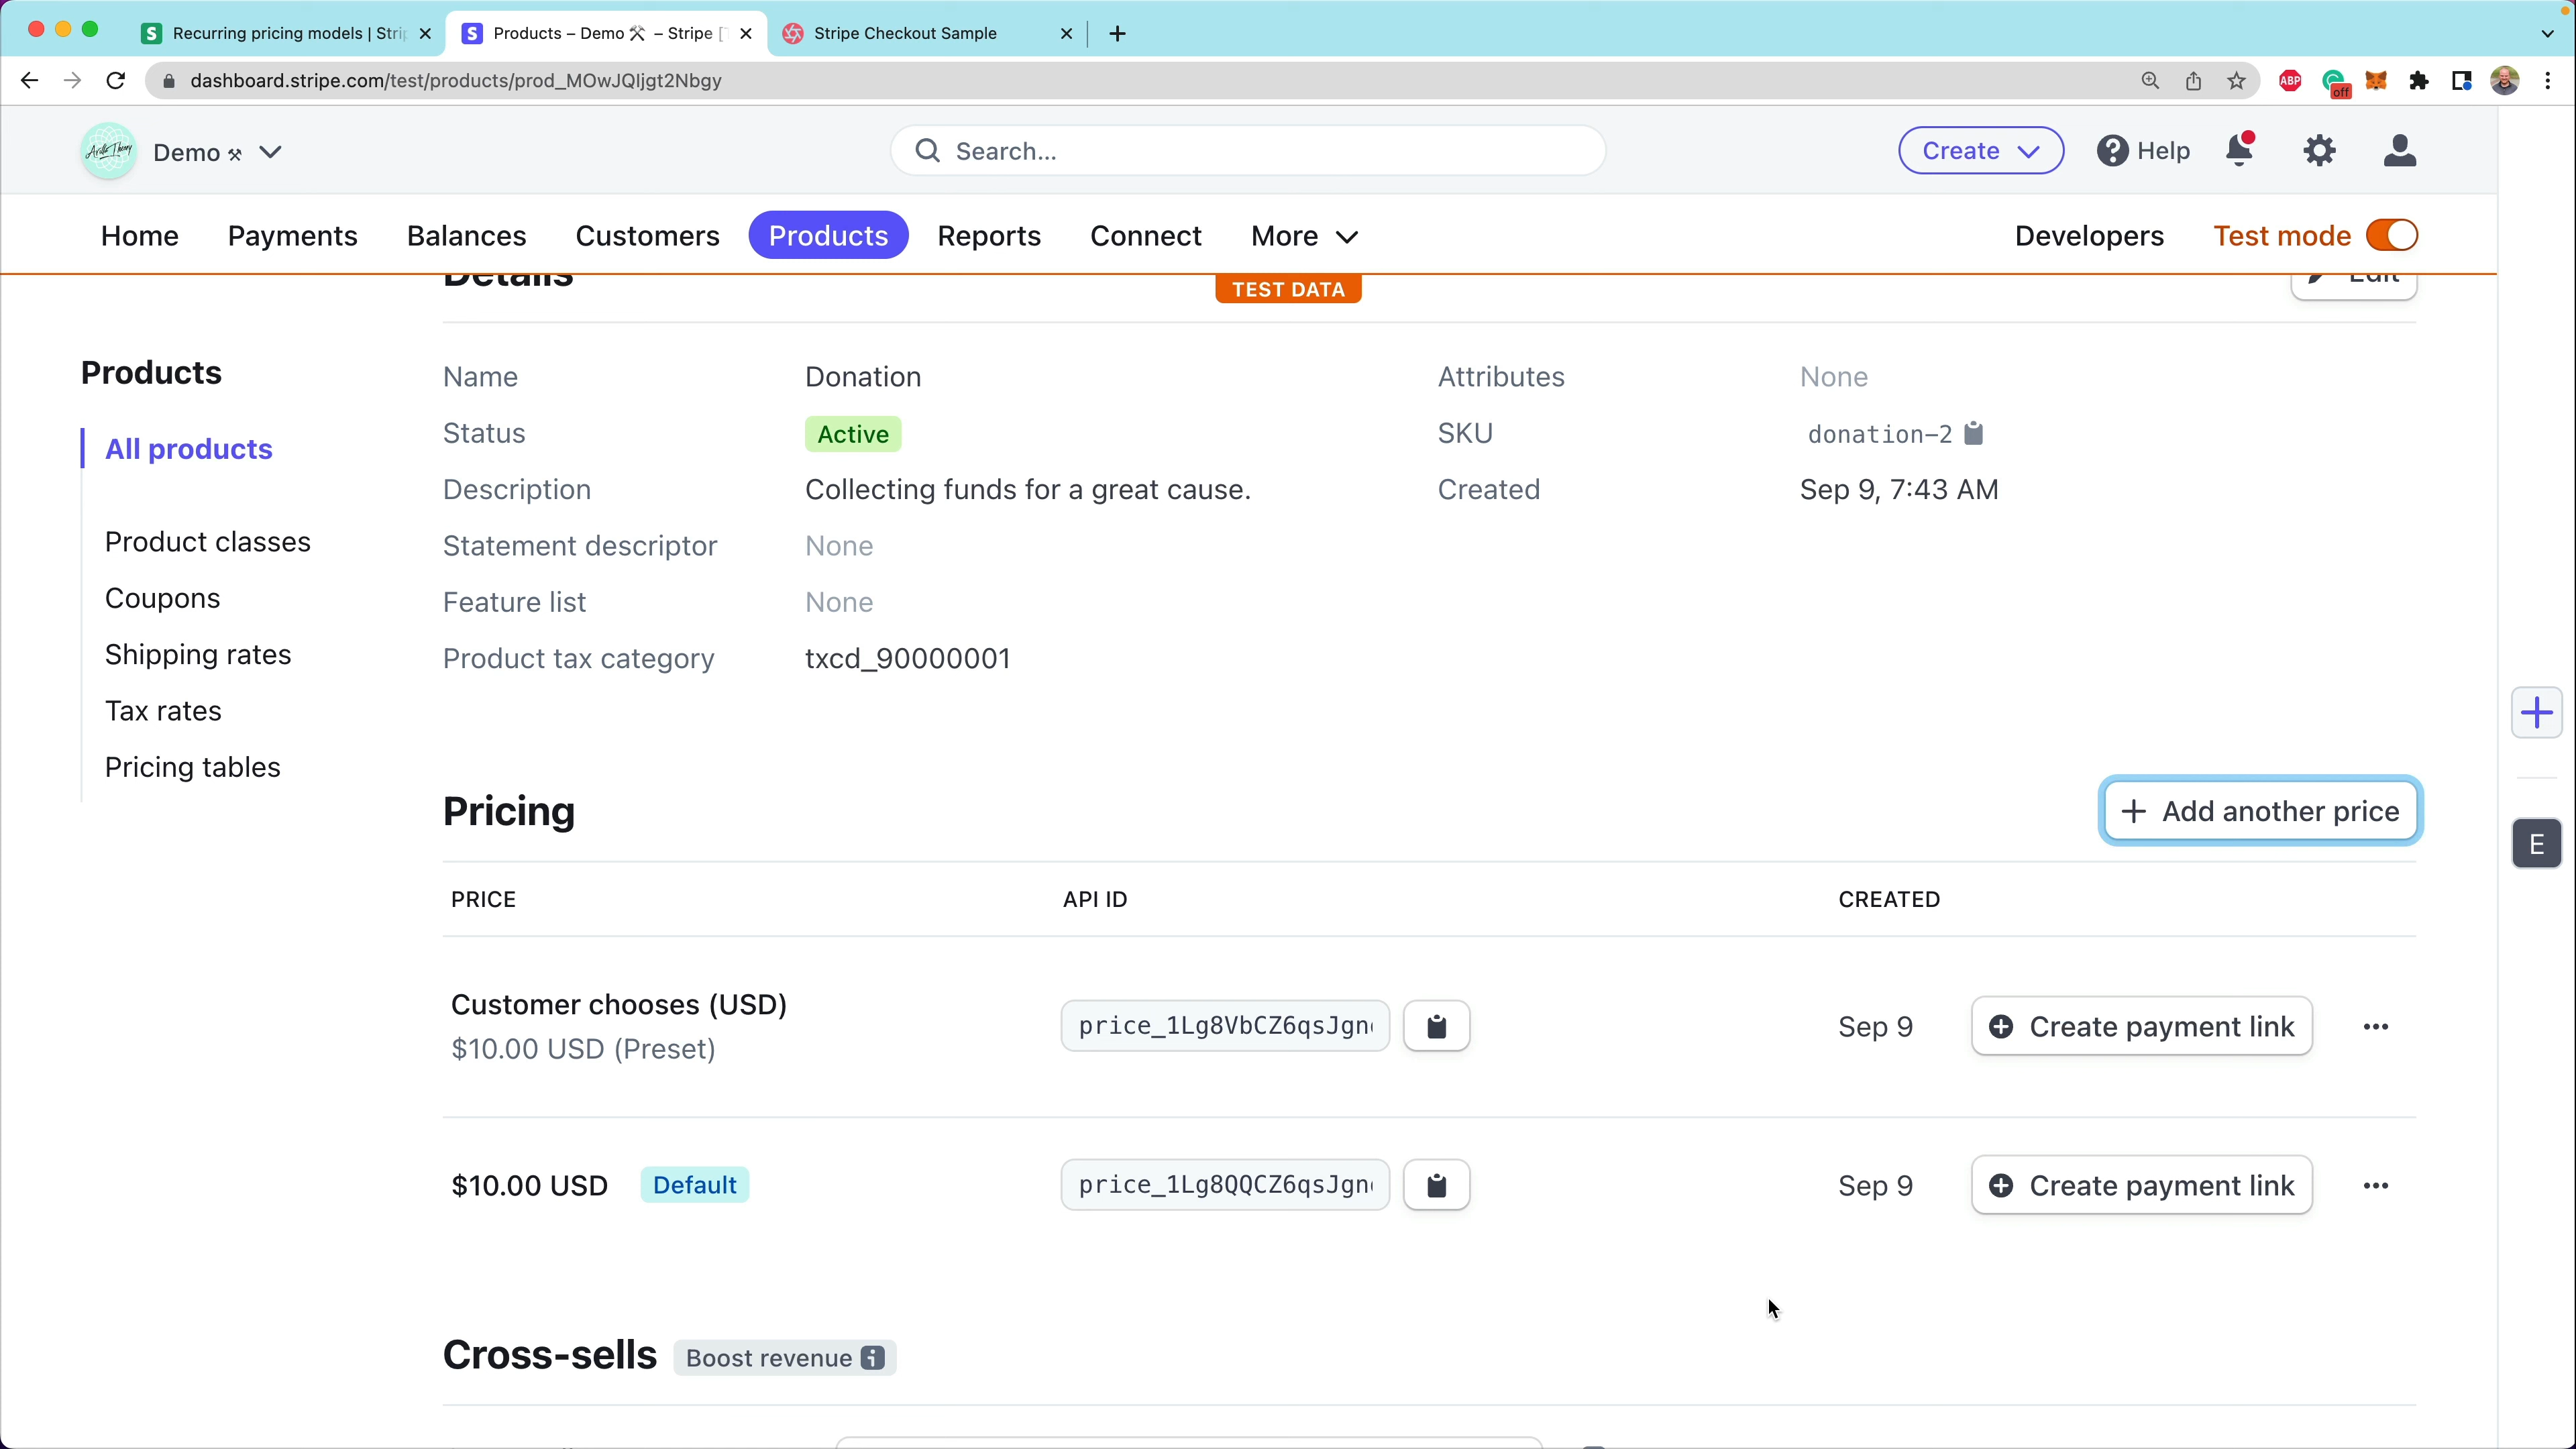 Recurring pricing models | Stri
Products – Demo ⚒ – Stripe [
Stripe Checkout Sample
dashboard.stripe.com/test/products/prod_MOwJQljgt2Nbgy
ABP
off
Demo ⚒
Search...
Create
Help
Home
Payments
Balances
Customers
Products
Reports
Connect
More
Developers
Test mode
Details
TEST DATA
Edit
Products
All products
Product classes
Coupons
Shipping rates
Tax rates
Pricing tables
Name Donation
Status Active
Description Collecting funds for a great cause.
Statement descriptor None
Feature list None
Product tax category txcd_90000001
Attributes None
SKU donation-2
Created Sep 9, 7:43 AM
Pricing
+ Add another price
PRICE API ID CREATED
Customer chooses (USD)
$10.00 USD (Preset)
price_1Lg8VbCZ6qsJgn
Sep 9
Create payment link
$10.00 USD Default
price_1Lg8QQCZ6qsJgn
Sep 9
Create payment link
Cross-sells Boost revenue
E